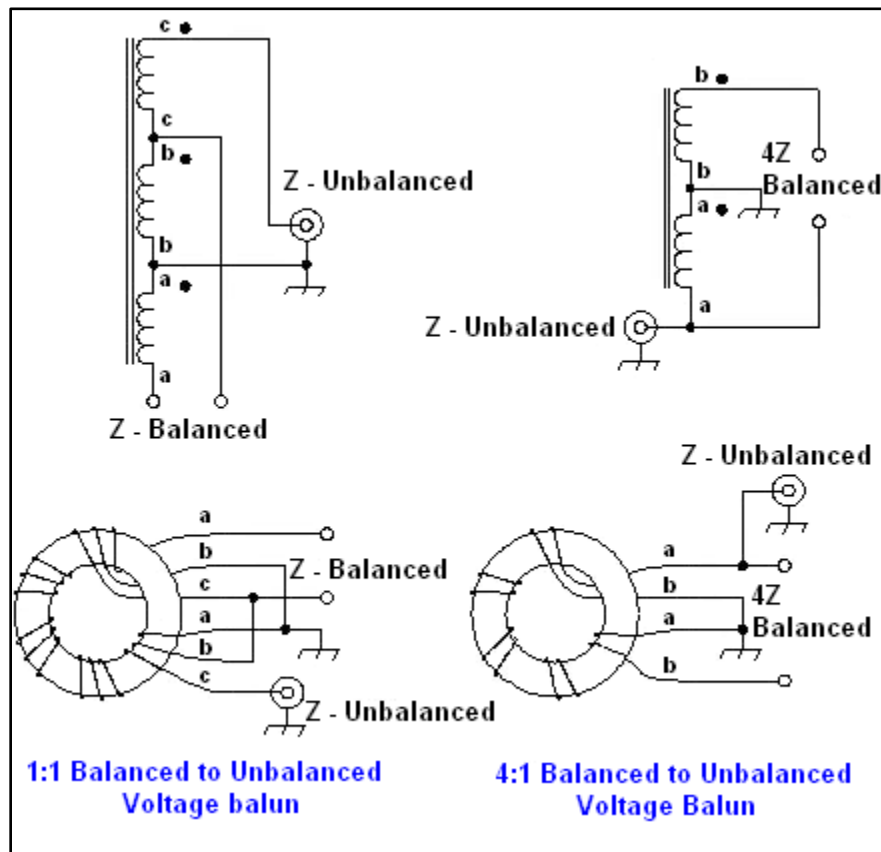 c
c
b
Z - Unbalanced
b
a
a
Z - Balanced
b
4Z
Balanced
b
a
a
Z - Unbalanced
a
b
Z - Balanced
c
a
b
c
Z - Unbalanced
1:1 Balanced to Unbalanced
Voltage balun
Z - Unbalanced
a
b
4Z
a
Balanced
b
4:1 Balanced to Unbalanced
Voltage Balun